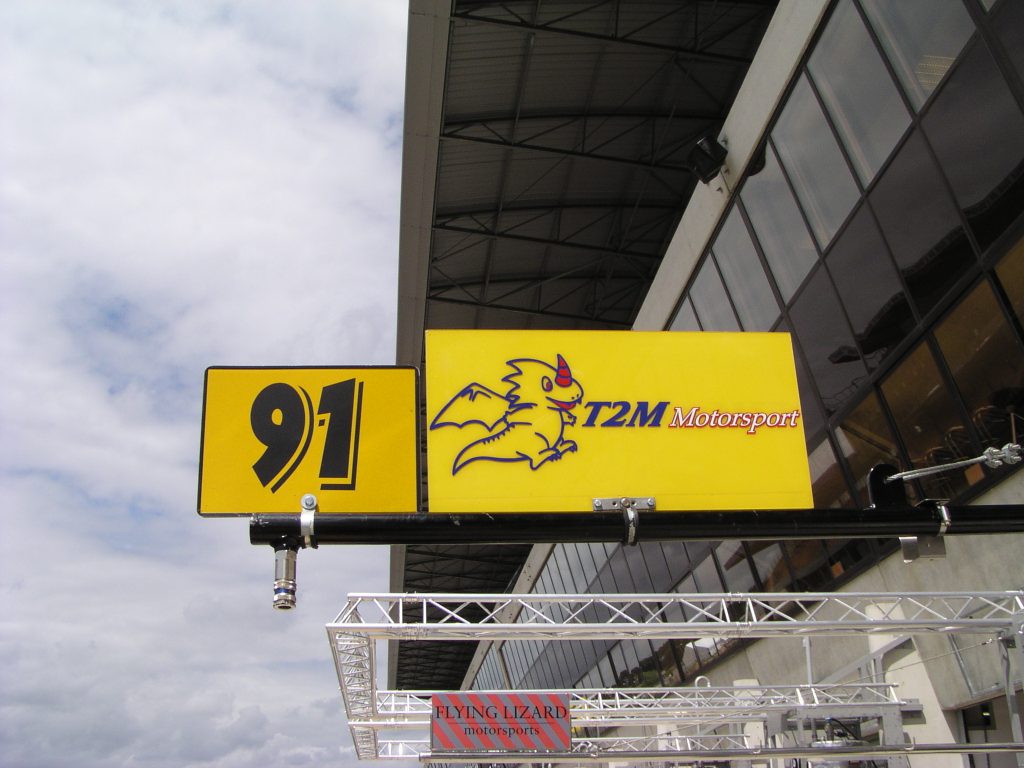 91
T2M Motorsport
FLYING LIZARD
motorsports